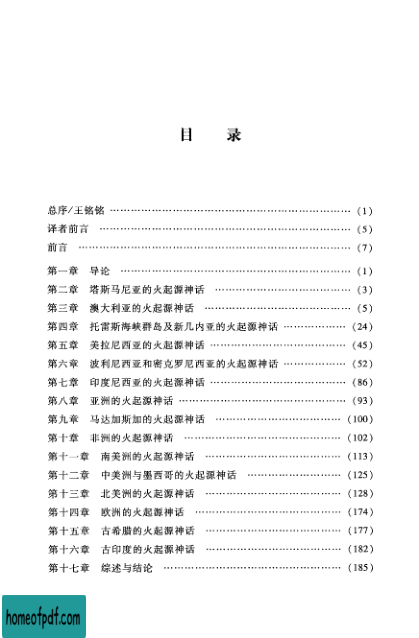 目 录
总序/王铭铭 …………………………………………………………… (1)
译者前言 …………………………………………………………… (5)
前言 …………………………………………………………… (7)
第一章 导论 …………………………………………………………… (1)
第二章 塔斯马尼亚的火起源神话 ………………………………… (3)
第三章 澳大利亚的火起源神话 ………………………………… (5)
第四章 托雷斯海峡群岛及新几内亚的火起源神话 ……………… (24)
第五章 美拉尼西亚的火起源神话 ………………………………… (45)
第六章 波利尼西亚和密克罗尼西亚的火起源神话 ……………… (52)
第七章 印度尼西亚的火起源神话 ………………………………… (86)
第八章 亚洲的火起源神话 ………………………………………… (93)
第九章 马达加斯加的火起源神话 ……………………………… (100)
第十章 非洲的火起源神话 ……………………………………… (102)
第十一章 南美洲的火起源神话 ………………………………… (113)
第十二章 中美洲与墨西哥的火起源神话 ……………………… (125)
第十三章 北美洲的火起源神话 ………………………………… (128)
第十四章 欧洲的火起源神话 …………………………………… (174)
第十五章 古希腊的火起源神话 ………………………………… (177)
第十六章 古印度的火起源神话 ………………………………… (182)
第十七章 综述与结论 …………………………………………… (185)
homeofpdf.com